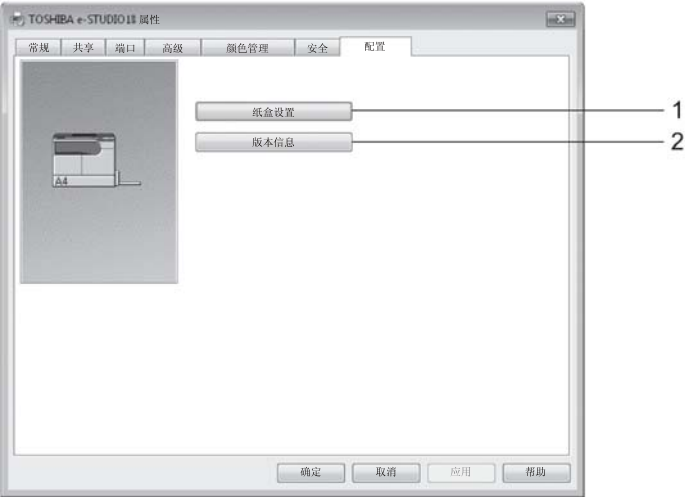 TOSHIBA e-STUDIO18 属性
常规 共享 端口 高级 颜色管理 安全 配置
纸盒设置 1
版本信息 2
A4
确定 取消 应用 帮助